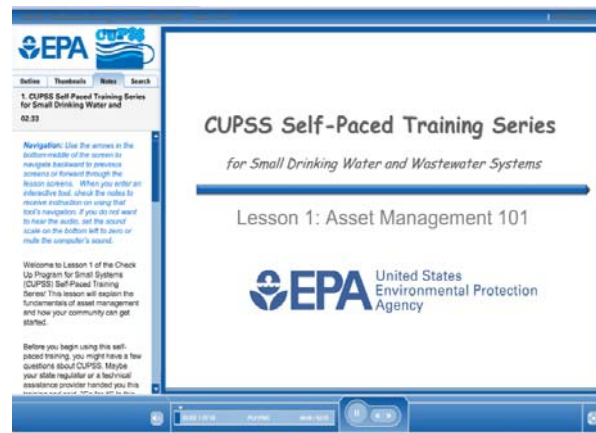 EPA CUPSS
Outline Thumbnails Notes Search
1. CUPSS Self-Paced Training Series
for Small Drinking Water and
02:33
Navigation: Use the arrows in the
bottom-middle of the screen to
navigate backward to previous
screens or forward through the
lesson screens. When you enter an
interactive tool, check the notes to
receive instruction on using that
tool's navigation. If you do not want
to hear the audio, set the sound
scale on the bottom left to zero or
mute the computer's sound.
Welcome to Lesson 1 of the Check
Up Program for Small Systems
(CUPSS) Self-Paced Training
Series! This lesson will explain the
fundamentals of asset management
and how your community can get
started.
Before you begin using this self-
paced training, you might have a few
questions about CUPSS. Maybe
your state regulator or a technical
assistance provider handed you this
CUPSS Self-Paced Training Series
for Small Drinking Water and Wastewater Systems
Lesson 1: Asset Management 101
EPA
United States
Environmental Protection
Agency